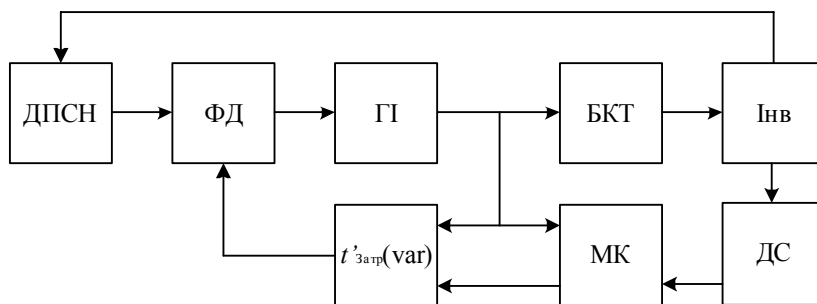 ДПСН
ФД
ГІ
БКТ
Інв
t’Затр(var)
МК
ДС